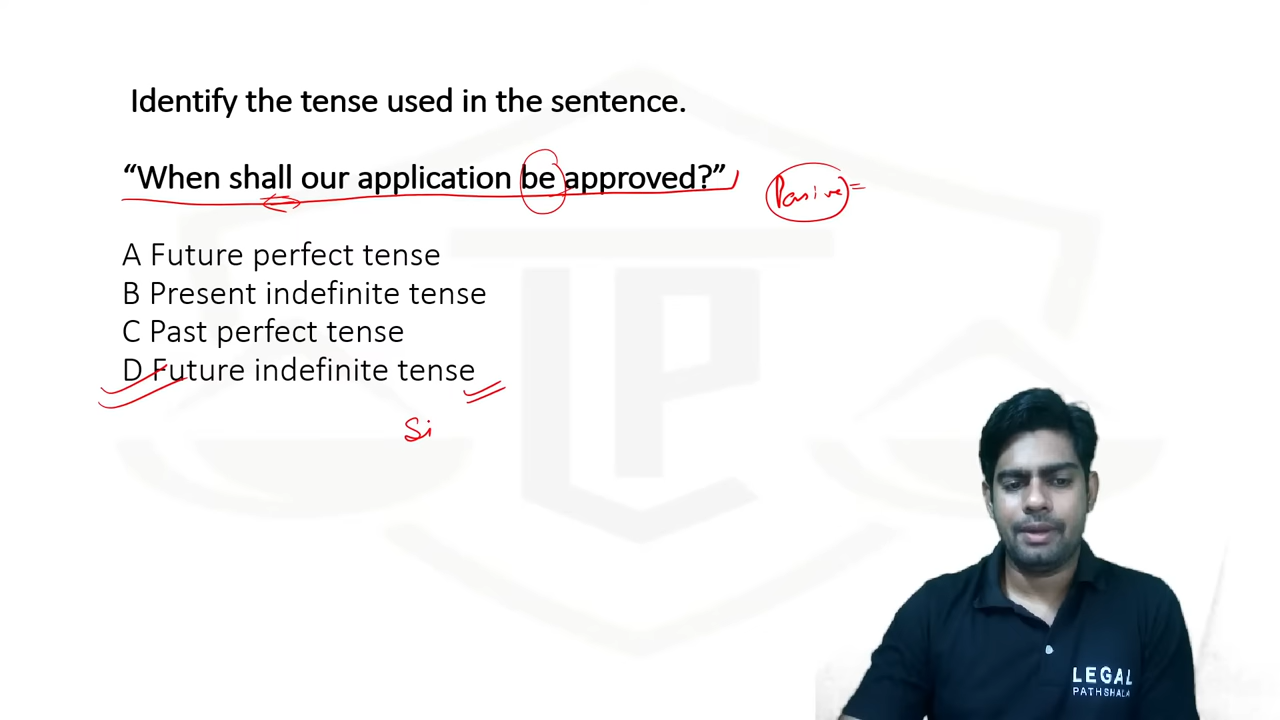 Identify the tense used in the sentence.
“When shall our application be approved?”
Passive =
A Future perfect tense
B Present indefinite tense
C Past perfect tense
D Future indefinite tense
Si
LP
LEGAL
PATHSHALA